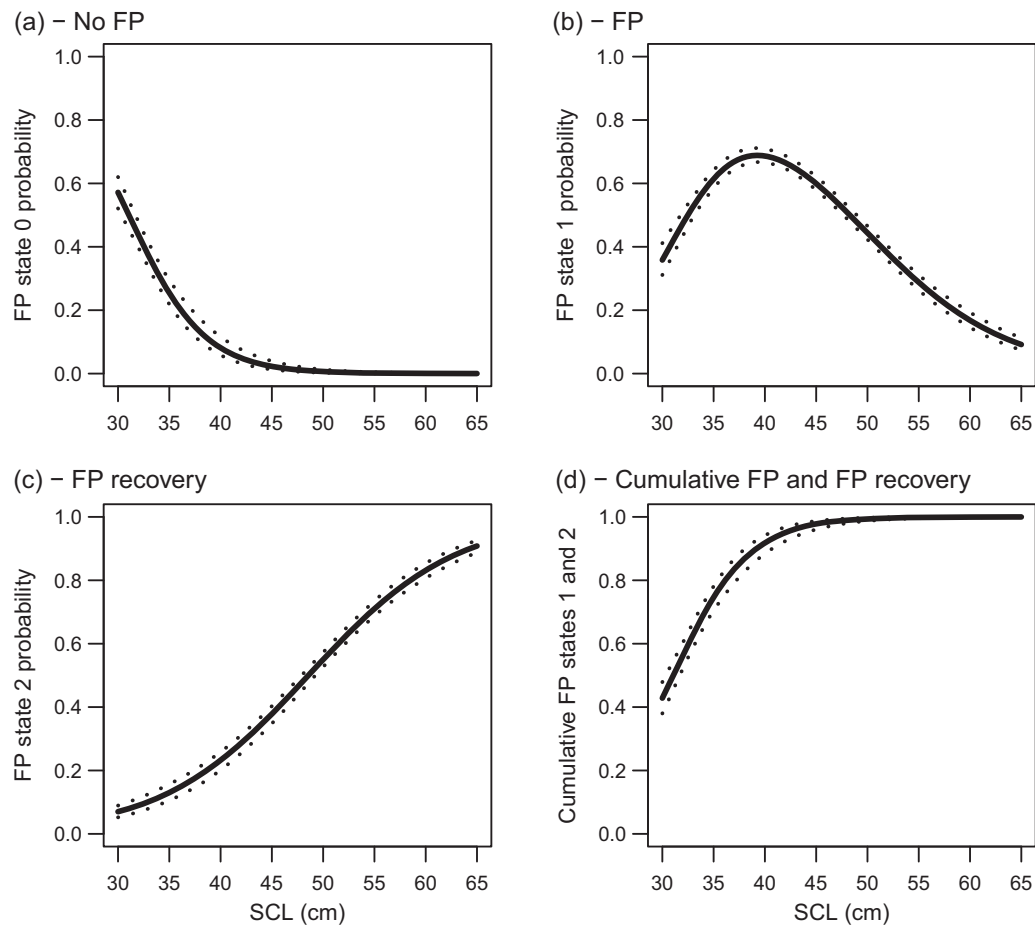 (a) − No FP
FP state 0 probability
1.0
0.8
0.6
0.4
0.2
0.0
30 35 40 45 50 55 60 65
(b) − FP
FP state 1 probability
1.0
0.8
0.6
0.4
0.2
0.0
30 35 40 45 50 55 60 65
(c) − FP recovery
FP state 2 probability
1.0
0.8
0.6
0.4
0.2
0.0
30 35 40 45 50 55 60 65
SCL (cm)
(d) − Cumulative FP and FP recovery
Cumulative FP states 1 and 2
1.0
0.8
0.6
0.4
0.2
0.0
30 35 40 45 50 55 60 65
SCL (cm)